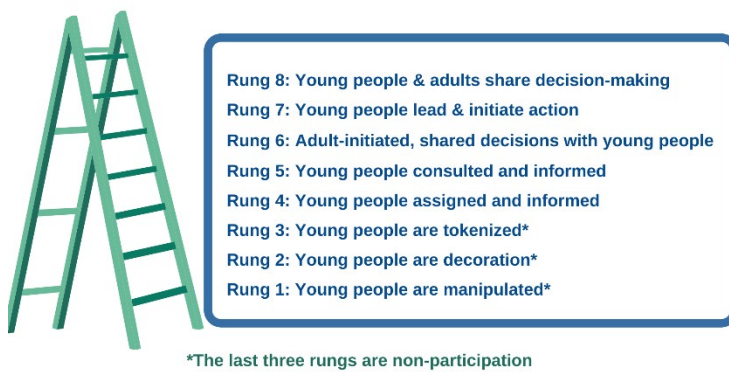 Rung 8: Young people & adults share decision-making
Rung 7: Young people lead & initiate action
Rung 6: Adult-initiated, shared decisions with young people
Rung 5: Young people consulted and informed
Rung 4: Young people assigned and informed
Rung 3: Young people are tokenized*
Rung 2: Young people are decoration*
Rung 1: Young people are manipulated*
*The last three rungs are non-participation